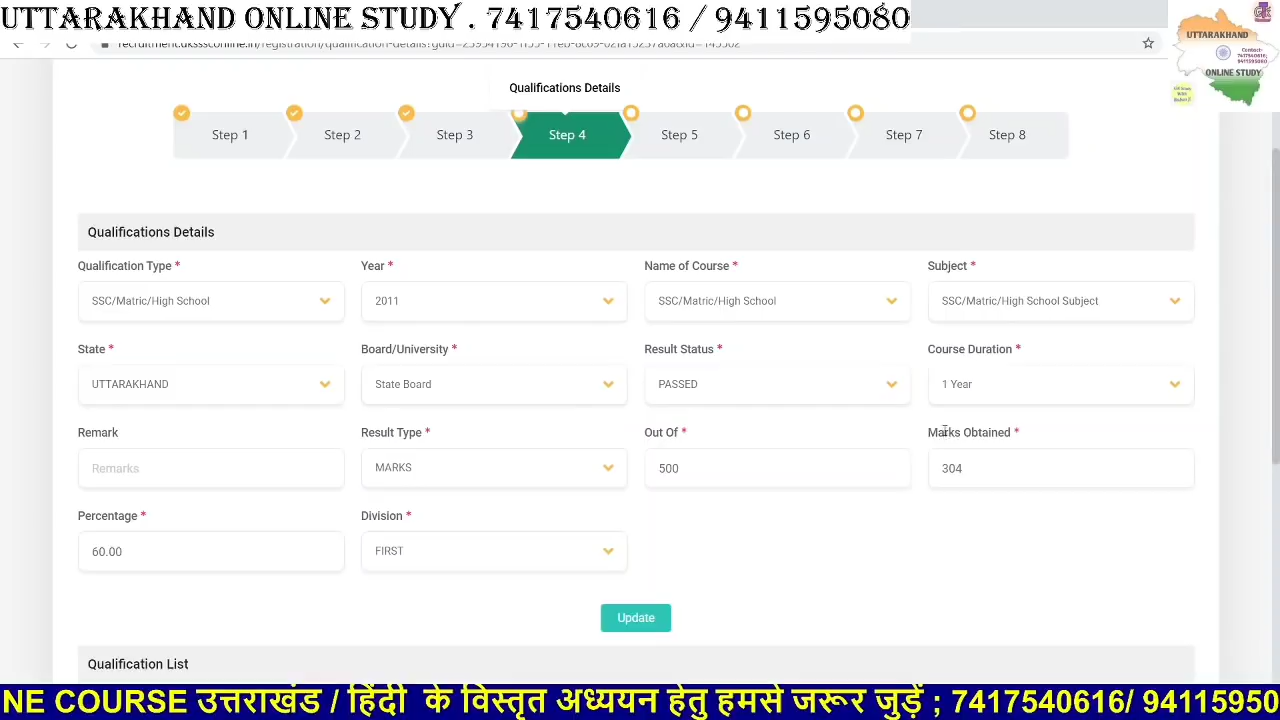 UTTARAKHAND ONLINE STUDY . 7417540616 / 9411595080
UTTARAKHAND
Contact-
7417540616;
9411595080
ONLINE STUDY
Qualifications Details
Step 1
Step 2
Step 3
Step 4
Step 5
Step 6
Step 7
Step 8
Qualifications Details
Qualification Type * Year * Name of Course * Subject *
SSC/Matric/High School 2011 SSC/Matric/High School SSC/Matric/High School Subject
State * Board/University * Result Status * Course Duration *
UTTARAKHAND State Board PASSED 1 Year
Remark Result Type * Out Of * Marks Obtained *
Remarks MARKS 500 304
Percentage * Division *
60.00 FIRST
Update
Qualification List
NE COURSE उत्तराखंड / हिंदी के विस्तृत अध्ययन हेतु हमसे जरूर जुड़ें ; 7417540616/ 94115950